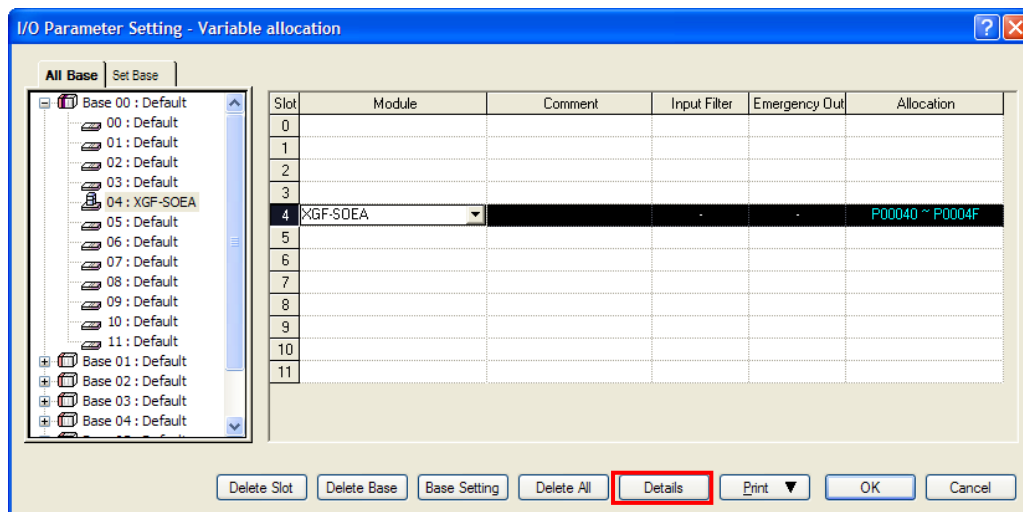 I/O Parameter Setting - Variable allocation
All Base Set Base
Base 00 : Default
00 : Default
01 : Default
02 : Default
03 : Default
04 : XGF-SOEA
05 : Default
06 : Default
07 : Default
08 : Default
09 : Default
10 : Default
11 : Default
Base 01 : Default
Base 02 : Default
Base 03 : Default
Base 04 : Default
Slot Module Comment Input Filter Emergency Out Allocation
0
1
2
3
4 XGF-SOEA - - P00040 ~ P0004F
5
6
7
8
9
10
11
Delete Slot Delete Base Base Setting Delete All Details Print ▼ OK Cancel